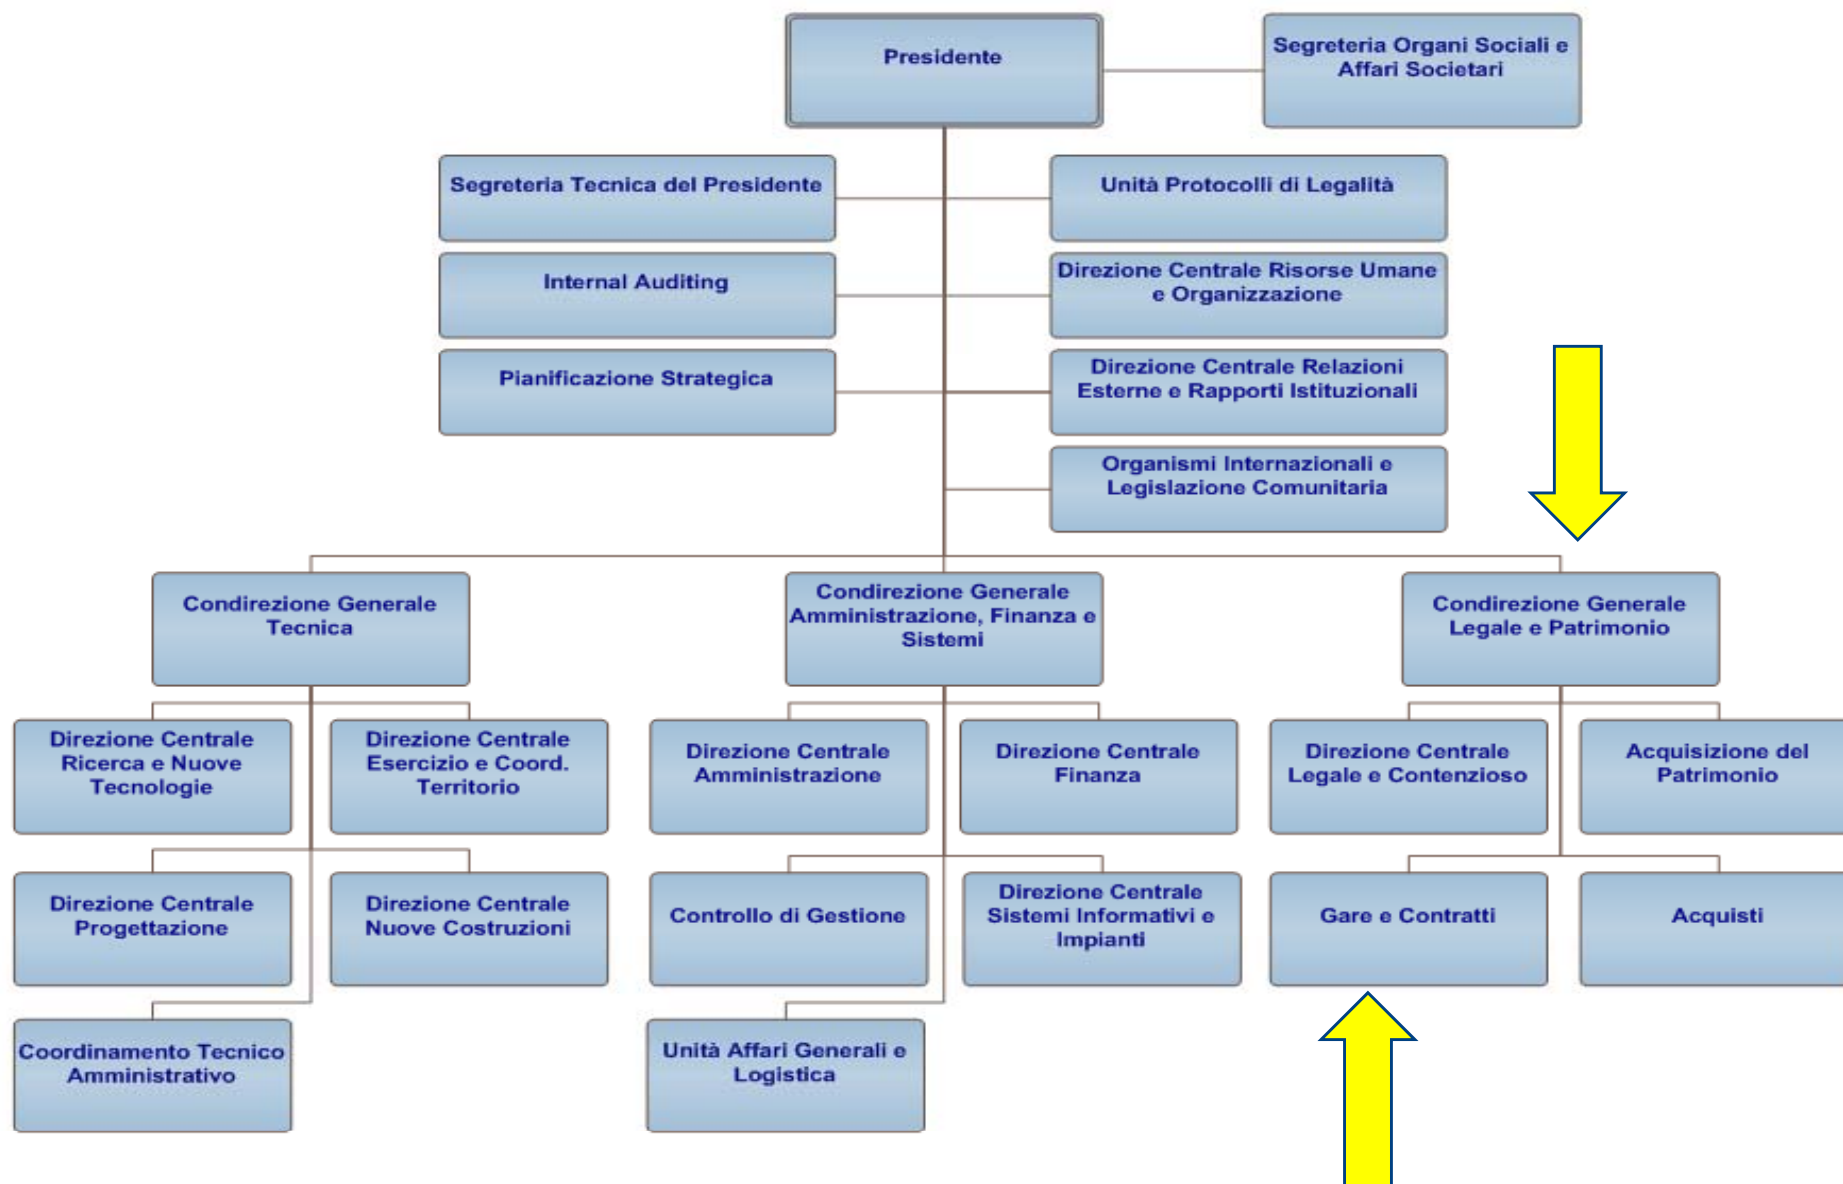 Presidente
Segreteria Organi Sociali e
Affari Societari
Segreteria Tecnica del Presidente
Unità Protocolli di Legalità
Internal Auditing
Direzione Centrale Risorse Umane
e Organizzazione
Pianificazione Strategica
Direzione Centrale Relazioni
Esterne e Rapporti Istituzionali
Organismi Internazionali e
Legislazione Comunitaria
Condirezione Generale
Tecnica
Condirezione Generale
Amministrazione, Finanza e
Sistemi
Condirezione Generale
Legale e Patrimonio
Direzione Centrale
Ricerca e Nuove
Tecnologie
Direzione Centrale
Esercizio e Coord.
Territorio
Direzione Centrale
Amministrazione
Direzione Centrale
Finanza
Direzione Centrale
Legale e Contenzioso
Acquisizione del
Patrimonio
Direzione Centrale
Progettazione
Direzione Centrale
Nuove Costruzioni
Controllo di Gestione
Direzione Centrale
Sistemi Informativi e
Impianti
Gare e Contratti
Acquisti
Coordinamento Tecnico
Amministrativo
Unità Affari Generali e
Logistica